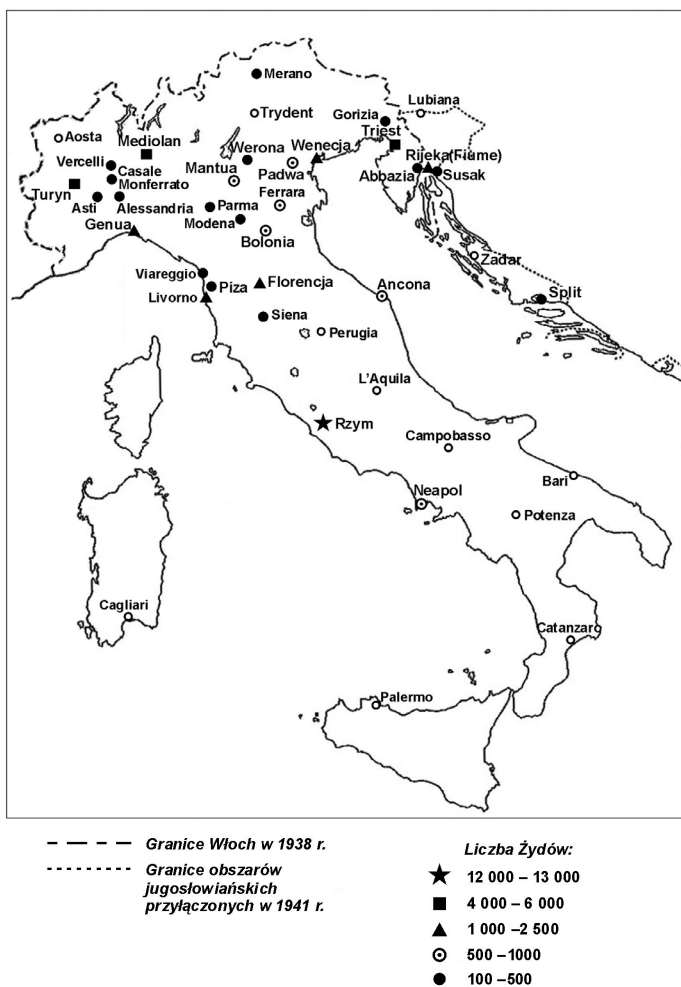 Merano
Trydent
Lubiana
Gorizia
Aosta
Mediolan
Triest
Werona
Wenecja
Rijeka(Fiume)
Vercelli
Casale
Monferrato
Mantua
Padwa
Abbazia
Susak
Turyn
Ferrara
Asti
Alessandria
Parma
Modena
Genua
Bolonia
Zadar
Viareggio
Piza
Florencja
Ancona
Split
Livorno
Siena
Perugia
L'Aquila
Rzym
Campobasso
Bari
Neapol
Potenza
Cagliari
Catanzaro
Palermo
Granice Włoch w 1938 r.
Granice obszarów
jugosłowiańskich
przyłączonych w 1941 r.
Liczba Żydów:
12 000 – 13 000
4 000 – 6 000
1 000 –2 500
500 –1000
100 –500